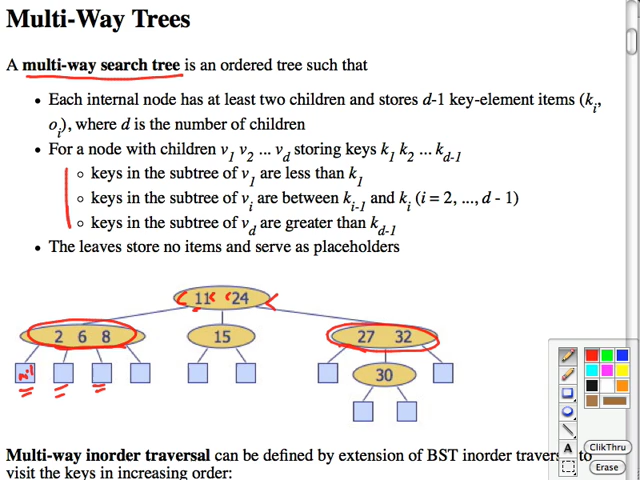 Multi-Way Trees
A multi-way search tree is an ordered tree such that
• Each internal node has at least two children and stores d-1 key-element items (ki,
oi), where d is the number of children
• For a node with children v1 v2 ... vd storing keys k1 k2 ... kd-1
○ keys in the subtree of v1 are less than k1
○ keys in the subtree of vi are between ki-1 and ki (i = 2, ..., d - 1)
○ keys in the subtree of vd are greater than kd-1
• The leaves store no items and serve as placeholders
11 24
2 6 8
15
27 32
nil
30
A
ClikThru
Erase
Multi-way inorder traversal can be defined by extension of BST inorder traversal to
visit the keys in increasing order: